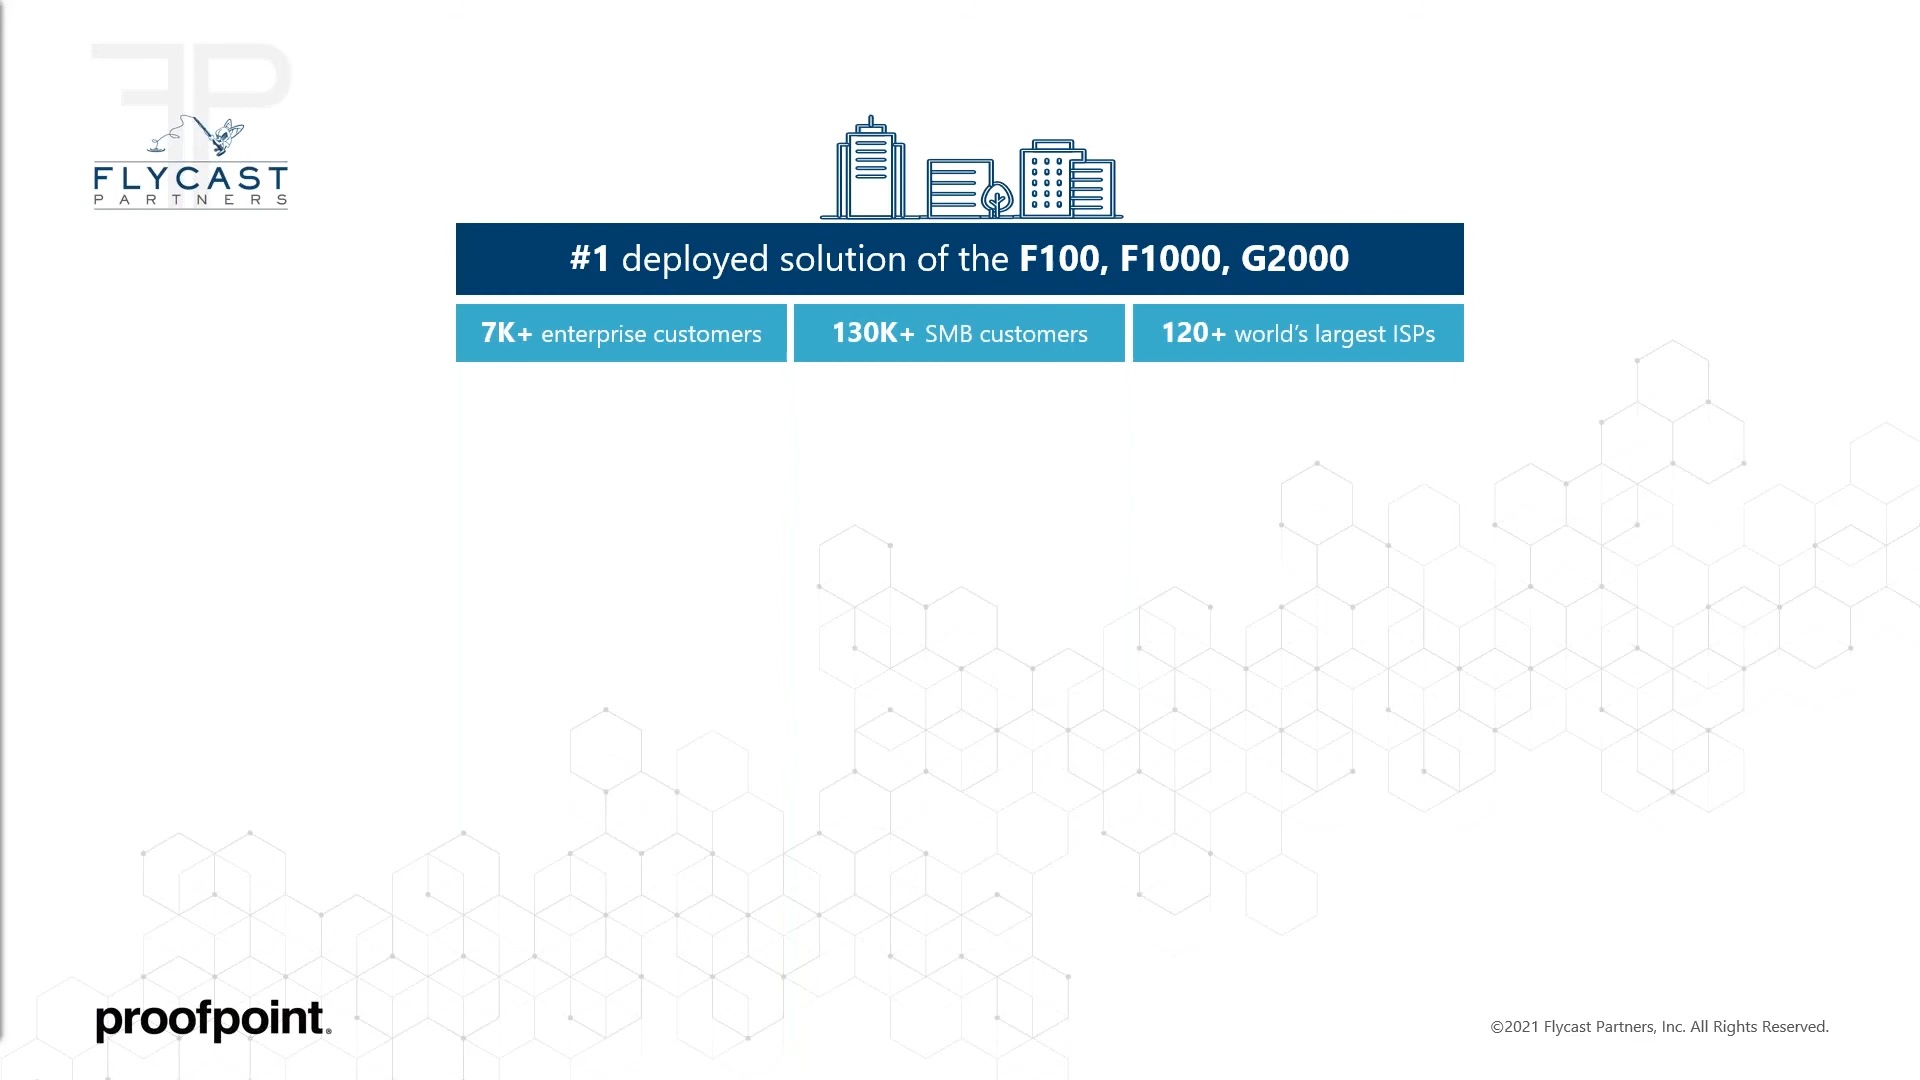 FP
FLYCAST
PARTNERS
#1 deployed solution of the F100, F1000, G2000
7K+ enterprise customers
130K+ SMB customers
120+ world's largest ISPs
proofpoint®
©2021 Flycast Partners, Inc. All Rights Reserved.